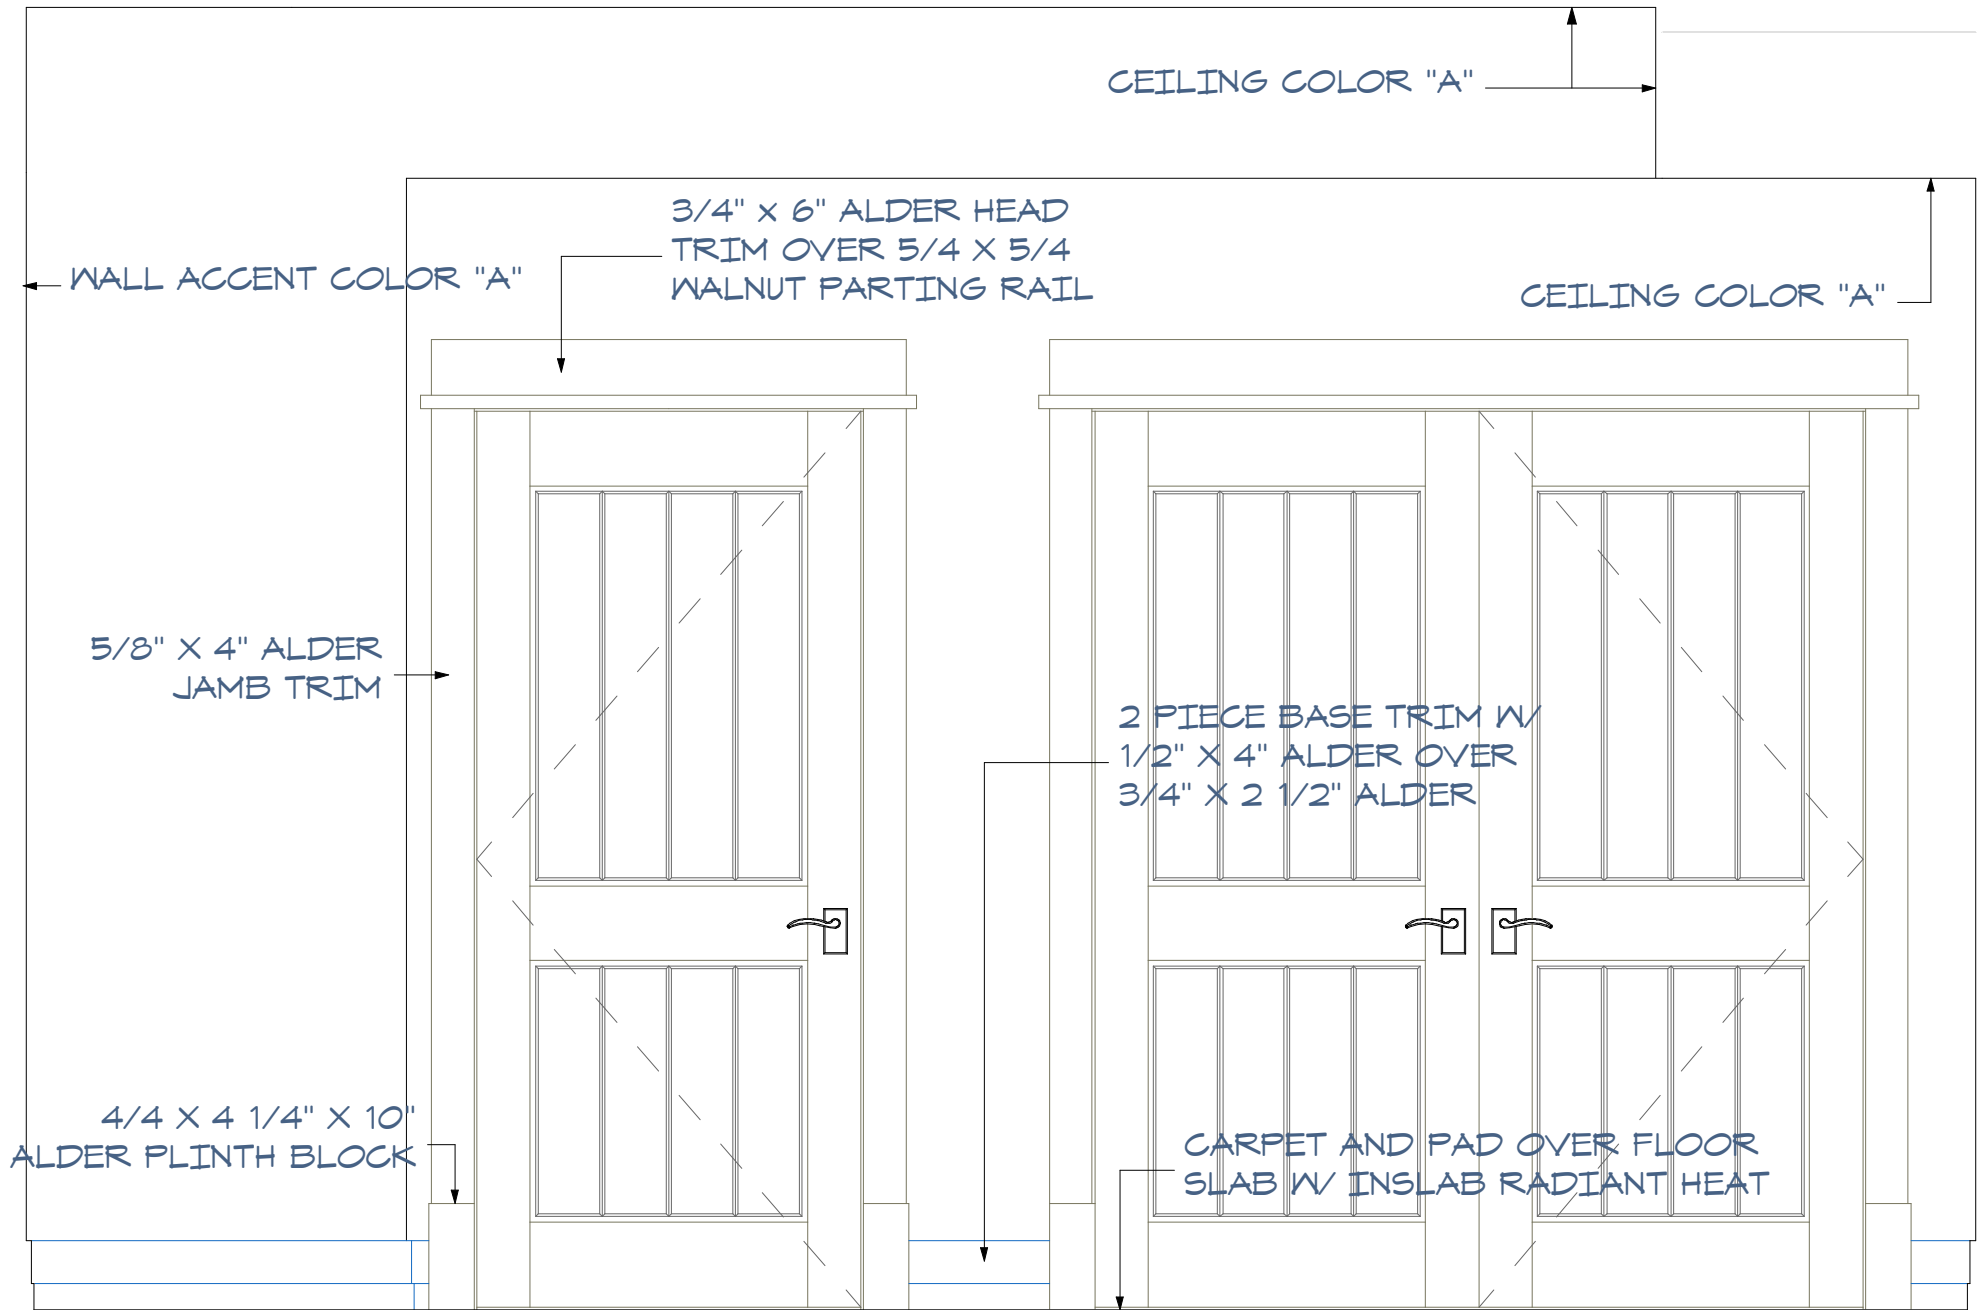 CEILING COLOR "A"
3/4" x 6" ALDER HEAD
TRIM OVER 5/4 X 5/4
WALNUT PARTING RAIL
WALL ACCENT COLOR "A"
CEILING COLOR "A"
5/8" X 4" ALDER
JAMB TRIM
2 PIECE BASE TRIM W/
1/2" X 4" ALDER OVER
3/4" X 2 1/2" ALDER
4/4 X 4 1/4" X 10"
ALDER PLINTH BLOCK
CARPET AND PAD OVER FLOOR
SLAB W/ INSLAB RADIANT HEAT